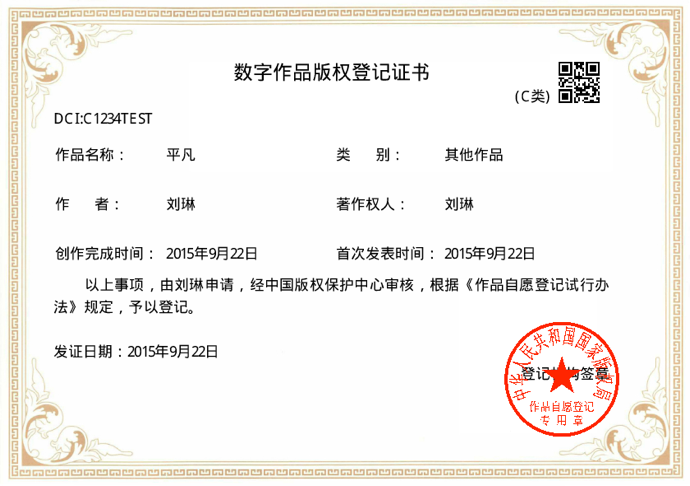 数字作品版权登记证书
(C类)
DCI:C1234TEST
作品名称： 平凡 类 别： 其他作品
作 者： 刘琳 著作权人： 刘琳
创作完成时间： 2015年9月22日 首次发表时间： 2015年9月22日
以上事项，由刘琳申请，经中国版权保护中心审核，根据《作品自愿登记试行办
法》规定，予以登记。
发证日期：2015年9月22日
中华人民共和国国家版权局
登记机构签章
作品自愿登记
专用章